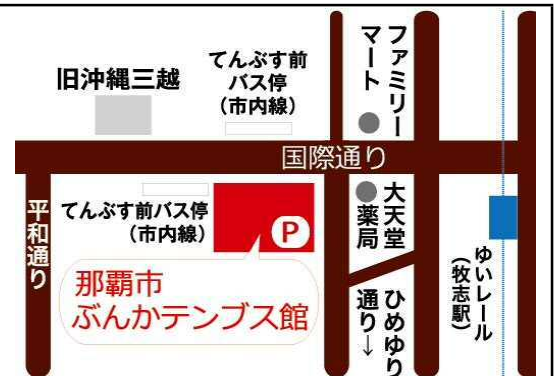 旧沖縄三越
てんぶす前
バス停
（市内線）
ファミリー
マート
国際通り
平和通り
てんぶす前バス停
（市内線）
P
大天堂
薬局
那覇市
ぶんかテンブス館
ひめゆり
通り↓
ゆいレール
（牧志駅）